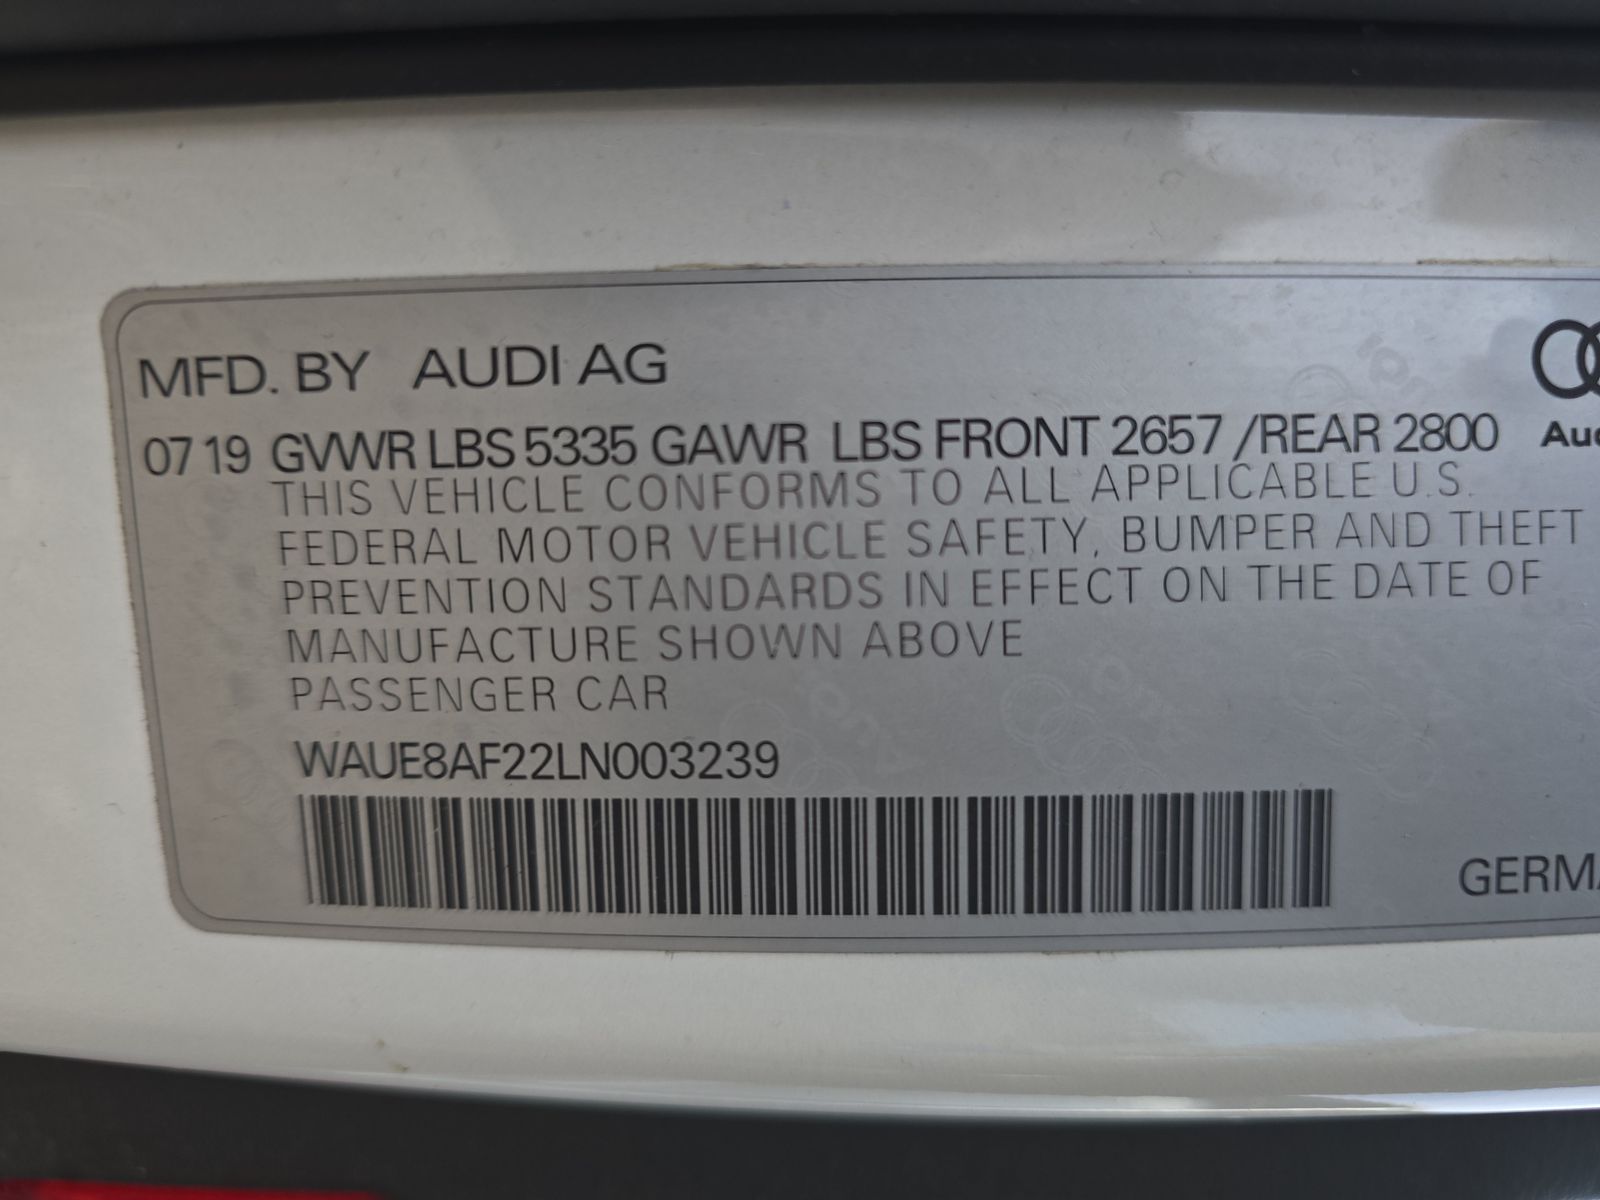 MFD. BY AUDI AG
07 19 GVWR LBS 5335 GAWR LBS FRONT 2657 /REAR 2800
THIS VEHICLE CONFORMS TO ALL APPLICABLE U.S.
FEDERAL MOTOR VEHICLE SAFETY, BUMPER AND THEFT
PREVENTION STANDARDS IN EFFECT ON THE DATE OF
MANUFACTURE SHOWN ABOVE
PASSENGER CAR
WAUE8AF22LN003239